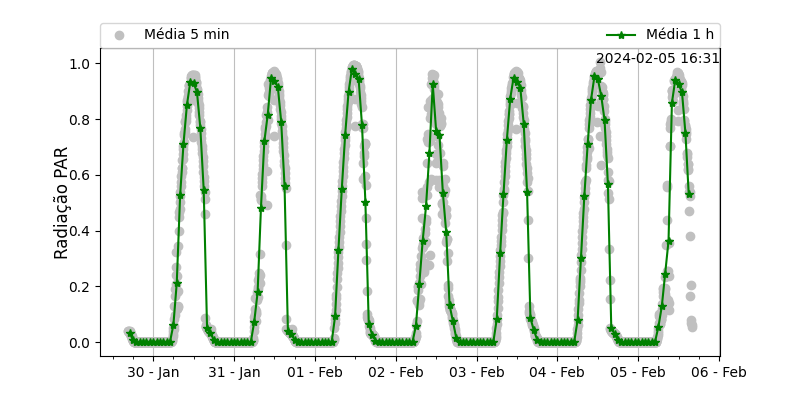 Média 5 min
Média 1 h
2024-02-05 16:31
1.0
0.8
0.6
0.4
0.2
0.0
Radiação PAR
30 - Jan
31 - Jan
01 - Feb
02 - Feb
03 - Feb
04 - Feb
05 - Feb
06 - Feb